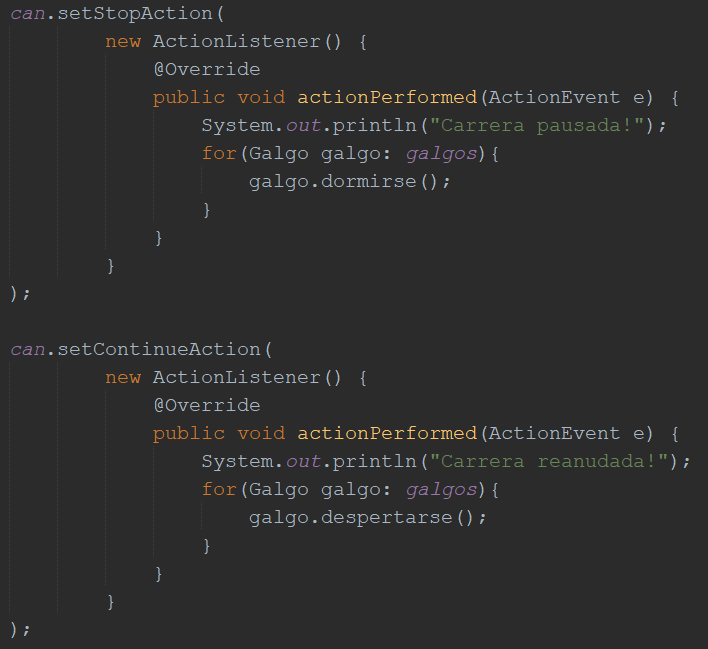 can.setStopAction(
        new ActionListener() {
            @Override
            public void actionPerformed(ActionEvent e) {
                System.out.println("Carrera pausada!");
                for(Galgo galgo: galgos){
                    galgo.dormirse();
                }
            }
        }
);

can.setContinueAction(
        new ActionListener() {
            @Override
            public void actionPerformed(ActionEvent e) {
                System.out.println("Carrera reanudada!");
                for(Galgo galgo: galgos){
                    galgo.despertarse();
                }
            }
        }
);